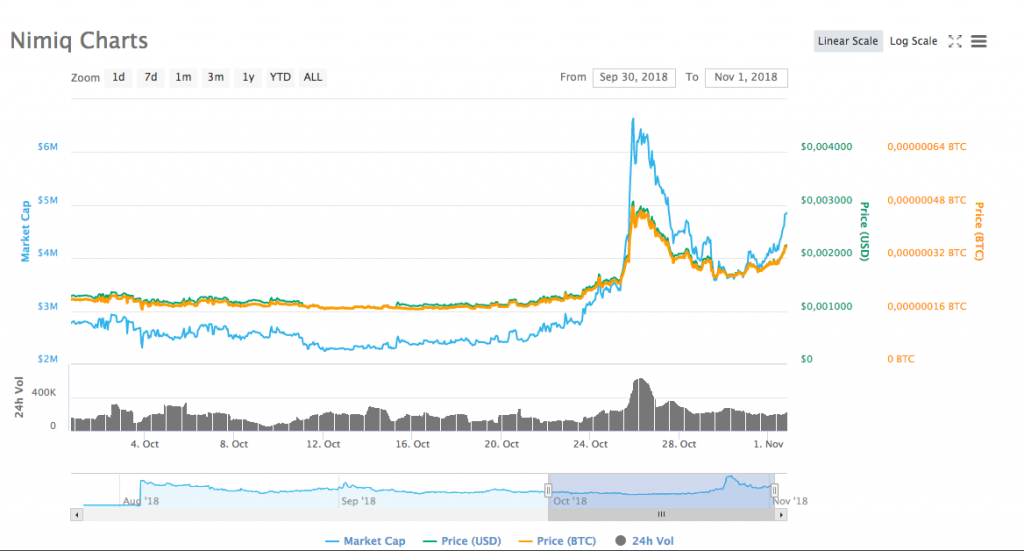 Nimiq Charts
Linear Scale Log Scale
Zoom 1d 7d 1m 3m 1y YTD ALL
From Sep 30, 2018 To Nov 1, 2018
$6M $0,004000 0,00000064 BTC
$5M $0,003000 0,00000048 BTC
Market Cap
Price (USD)
Price (BTC)
$4M $0,002000 0,00000032 BTC
$3M $0,001000 0,00000016 BTC
$2M $0 0 BTC
24h Vol
400K
0
4. Oct 8. Oct 12. Oct 16. Oct 20. Oct 24. Oct 28. Oct 1. Nov
Aug '18 Sep '18 Oct '18 Nov '18
Market Cap Price (USD) Price (BTC) 24h Vol